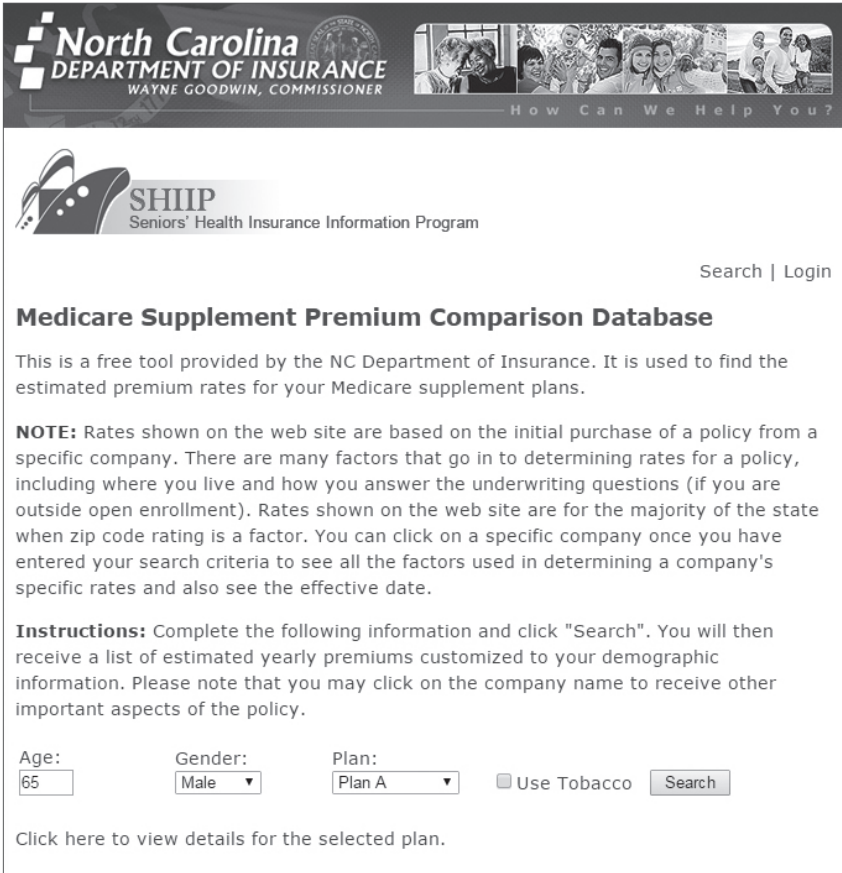 North Carolina
DEPARTMENT OF INSURANCE
WAYNE GOODWIN, COMMISSIONER
How Can We Help You?
SHIIP
Seniors' Health Insurance Information Program
Search | Login
Medicare Supplement Premium Comparison Database
This is a free tool provided by the NC Department of Insurance. It is used to find the
estimated premium rates for your Medicare supplement plans.
NOTE: Rates shown on the web site are based on the initial purchase of a policy from a
specific company. There are many factors that go in to determining rates for a policy,
including where you live and how you answer the underwriting questions (if you are
outside open enrollment). Rates shown on the web site are for the majority of the state
when zip code rating is a factor. You can click on a specific company once you have
entered your search criteria to see all the factors used in determining a company's
specific rates and also see the effective date.
Instructions: Complete the following information and click "Search". You will then
receive a list of estimated yearly premiums customized to your demographic
information. Please note that you may click on the company name to receive other
important aspects of the policy.
Age: Gender: Plan:
65 Male Plan A Use Tobacco Search
Click here to view details for the selected plan.